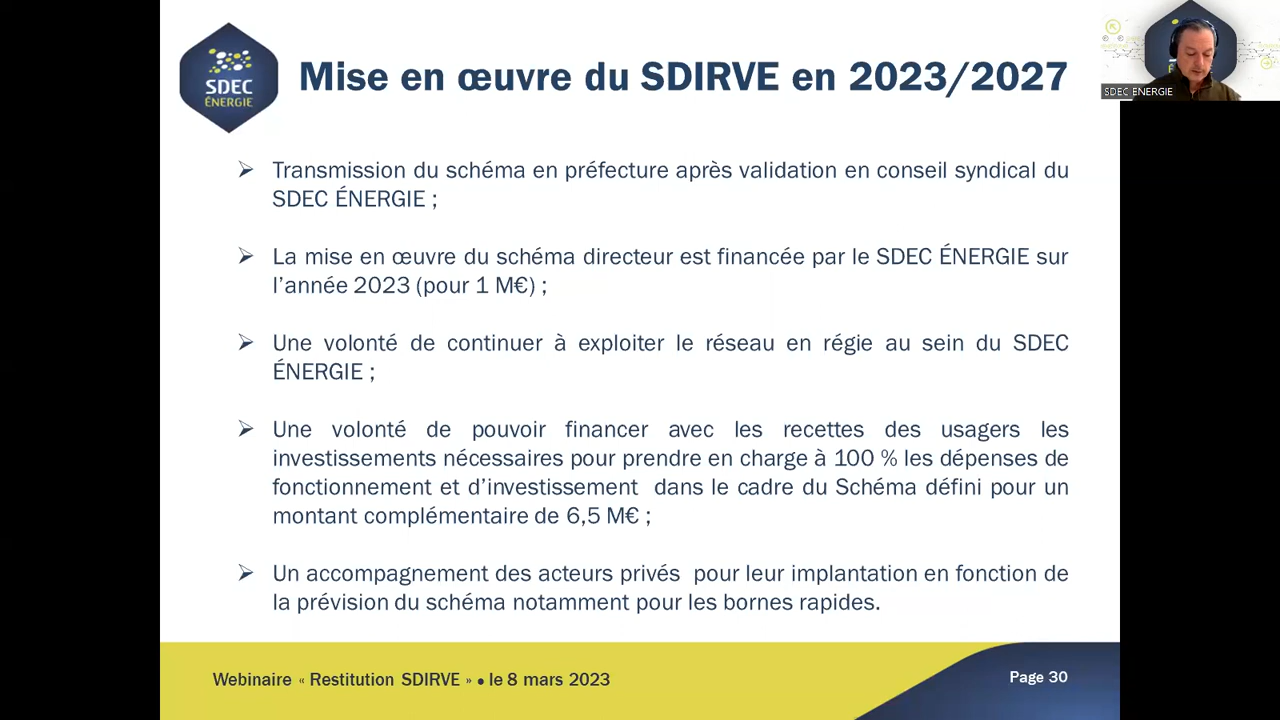 SDEC
ÉNERGIE
Mise en œuvre du SDIRVE en 2023/2027
SDEC ENERGIE
➢ Transmission du schéma en préfecture après validation en conseil syndical du
SDEC ÉNERGIE ;
➢ La mise en œuvre du schéma directeur est financée par le SDEC ÉNERGIE sur
l’année 2023 (pour 1 M€) ;
➢ Une volonté de continuer à exploiter le réseau en régie au sein du SDEC
ÉNERGIE ;
➢ Une volonté de pouvoir financer avec les recettes des usagers les
investissements nécessaires pour prendre en charge à 100 % les dépenses de
fonctionnement et d’investissement dans le cadre du Schéma défini pour un
montant complémentaire de 6,5 M€ ;
➢ Un accompagnement des acteurs privés pour leur implantation en fonction de
la prévision du schéma notamment pour les bornes rapides.
Webinaire « Restitution SDIRVE » • le 8 mars 2023
Page 30